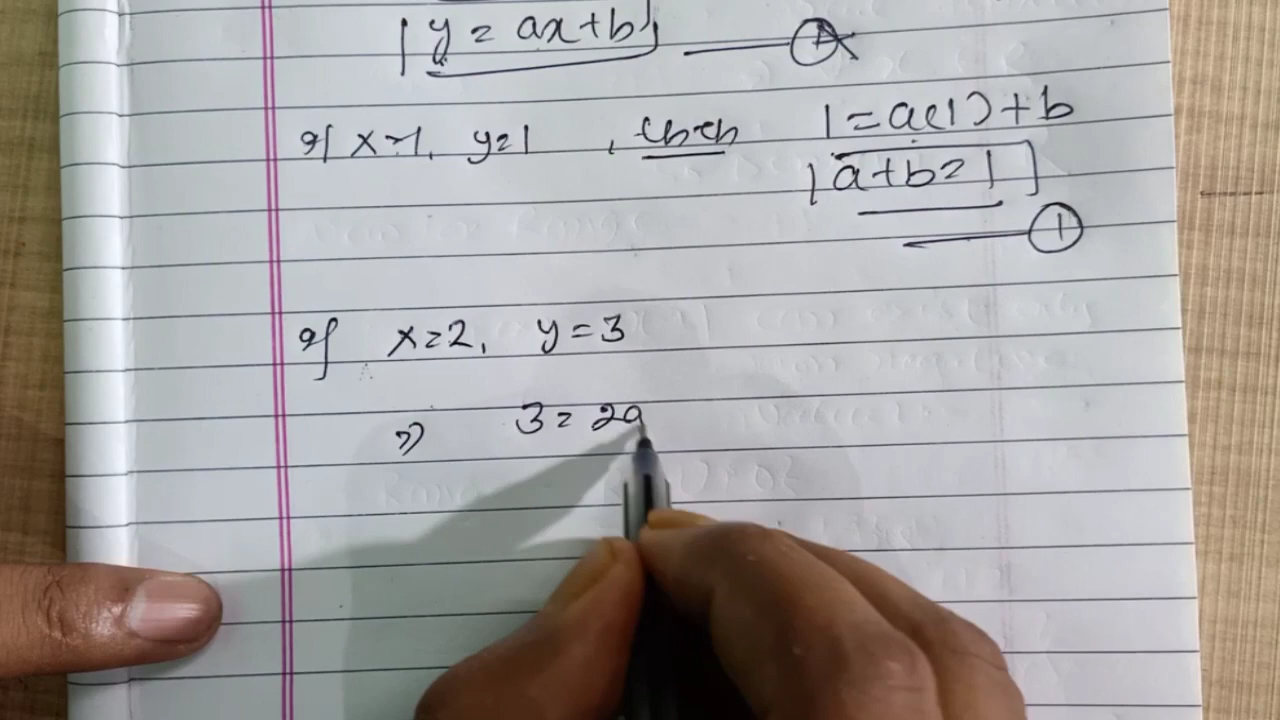 y = ax+b (A)
If x=1, y=1, then 1=a(1)+b
a+b=1
(1)
If x=2, y=3
⇒ 3=2a